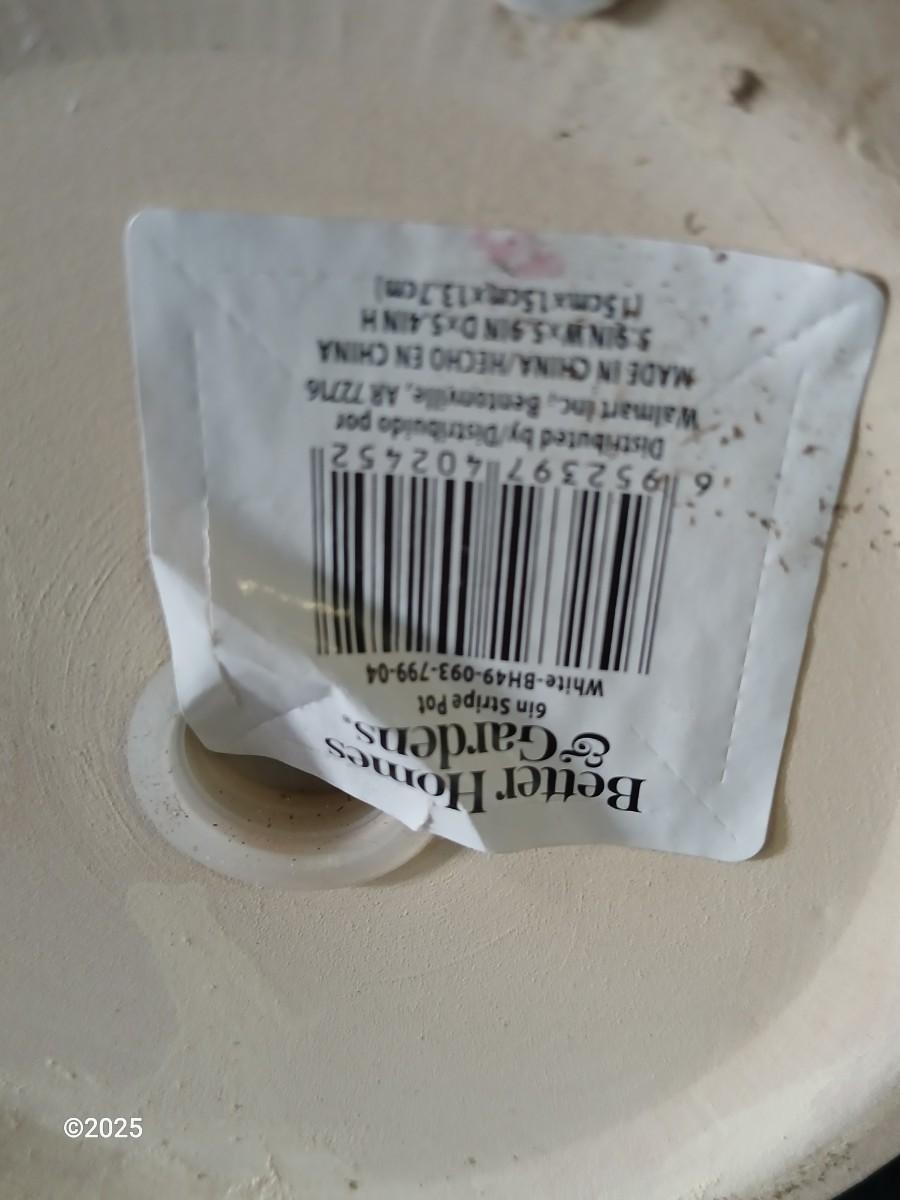 Better Homes
& Gardens®
6in Stripe Pot
White-BH49-093-799-04
6 952397 402452
Distributed by/Distribuido por
Walmart Inc., Bentonville, AR 72716
MADE IN CHINA/HECHO EN CHINA
5.9IN W×5.9IN D×5.4IN H
(15cm×15cm×13.7cm)
©2025